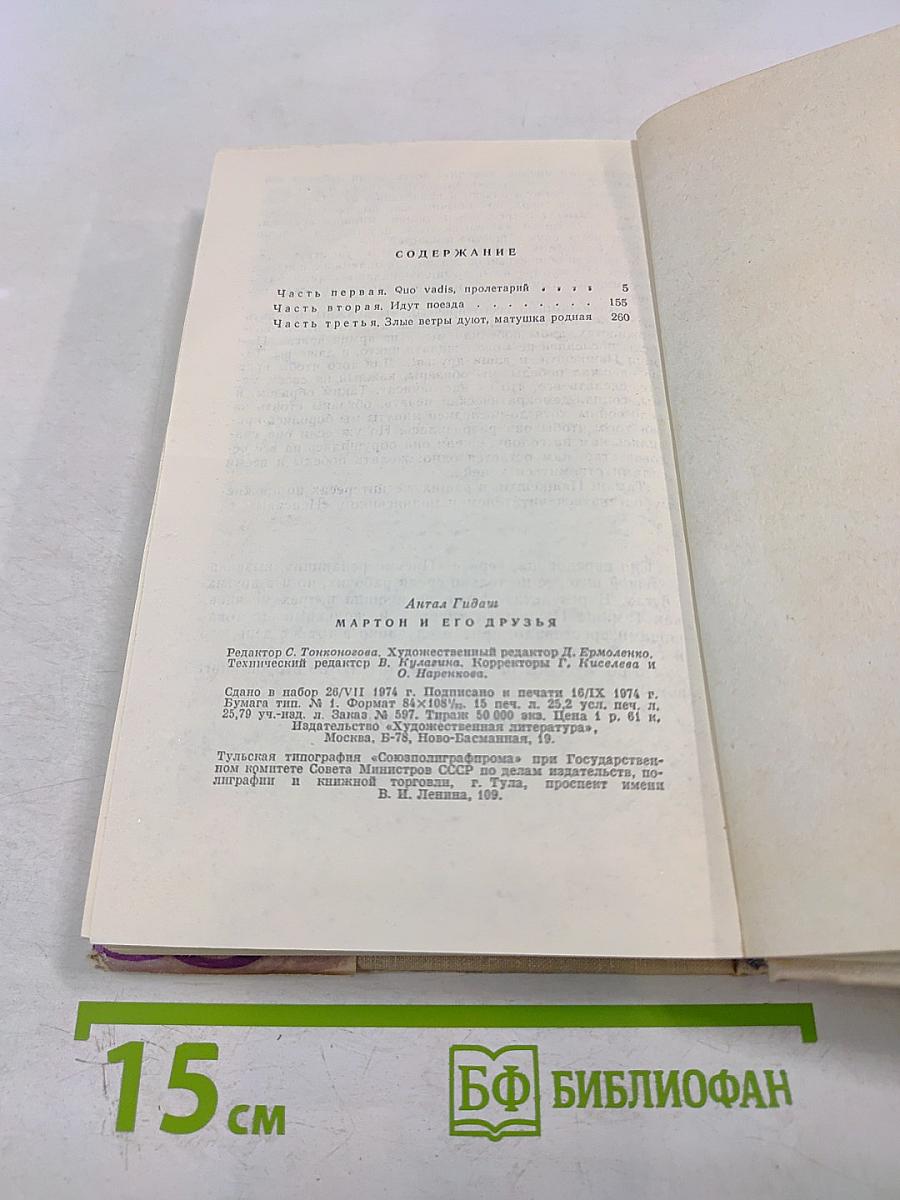 СОДЕРЖАНИЕ
Часть первая. Quo vadis, пролетарий . . . . 5
Часть вторая. Идут поезда . . . . . . . . 155
Часть третья. Злые ветры дуют, матушка родная 260
Антал Гидаш
МАРТОН И ЕГО ДРУЗЬЯ
Редактор С. Тонконогова. Художественный редактор Д. Ермоленко.
Технический редактор В. Кулагина. Корректоры Г. Киселева и
О. Наренкова.
Сдано в набор 26/VII 1974 г. Подписано к печати 16/IX 1974 г.
Бумага тип. № 1. Формат 84×108 1/32. 15 печ. л. 25,2 усл. печ. л.
25,79 уч.-изд. л. Заказ № 597. Тираж 50 000 экз. Цена 1 р. 61 к.
Издательство «Художественная литература»,
Москва, Б-78, Ново-Басманная, 19.
Тульская типография «Союзполиграфпрома» при Государствен-
ном комитете Совета Министров СССР по делам издательств, по-
лиграфии и книжной торговли, г. Тула, проспект имени
В. И. Ленина, 109.
15 см
БФ БИБЛИОФАН